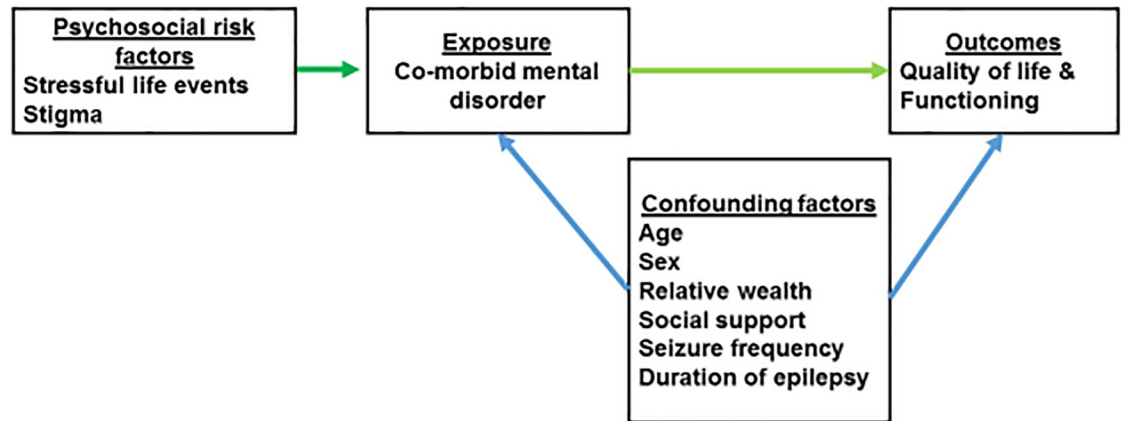 Psychosocial risk
factors
Stressful life events
Stigma
Exposure
Co-morbid mental
disorder
Outcomes
Quality of life &
Functioning
Confounding factors
Age
Sex
Relative wealth
Social support
Seizure frequency
Duration of epilepsy